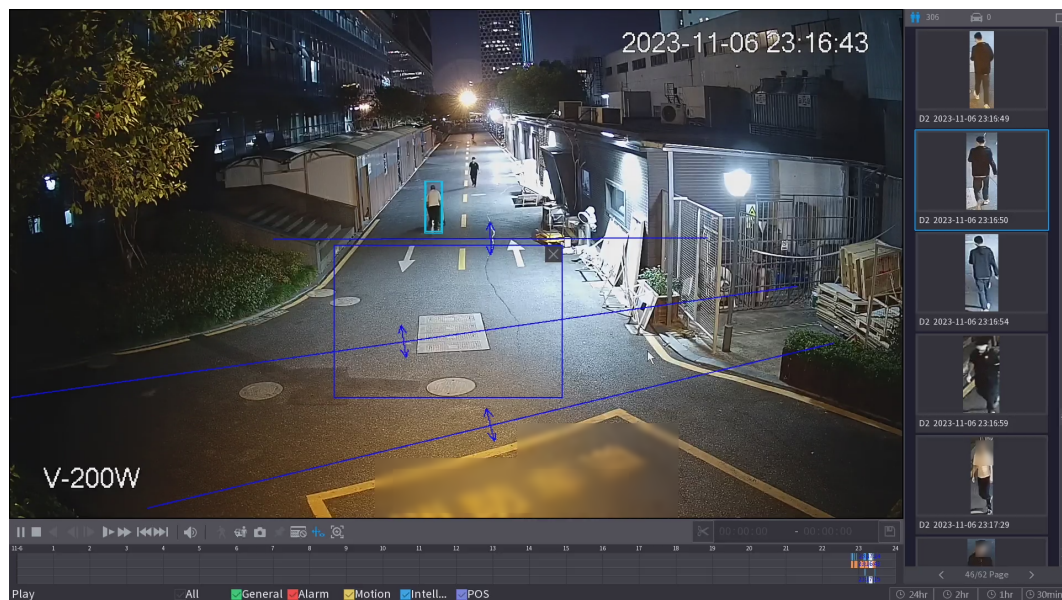 306
0
2023-11-06 23:16:43
D2 2023-11-06 23:16:49
D2 2023-11-06 23:16:50
D2 2023-11-06 23:16:54
D2 2023-11-06 23:16:59
V-200W
D2 2023-11-06 23:17:29
00:00:00 - 00:00:00
11-6 1 2 3 4 5 6 7 8 9 10 11 12 13 14 15 16 17 18 19 20 21 22 23 24
46/62 Page
Play All General Alarm Motion Intell... POS 24hr 2hr 1hr 30min